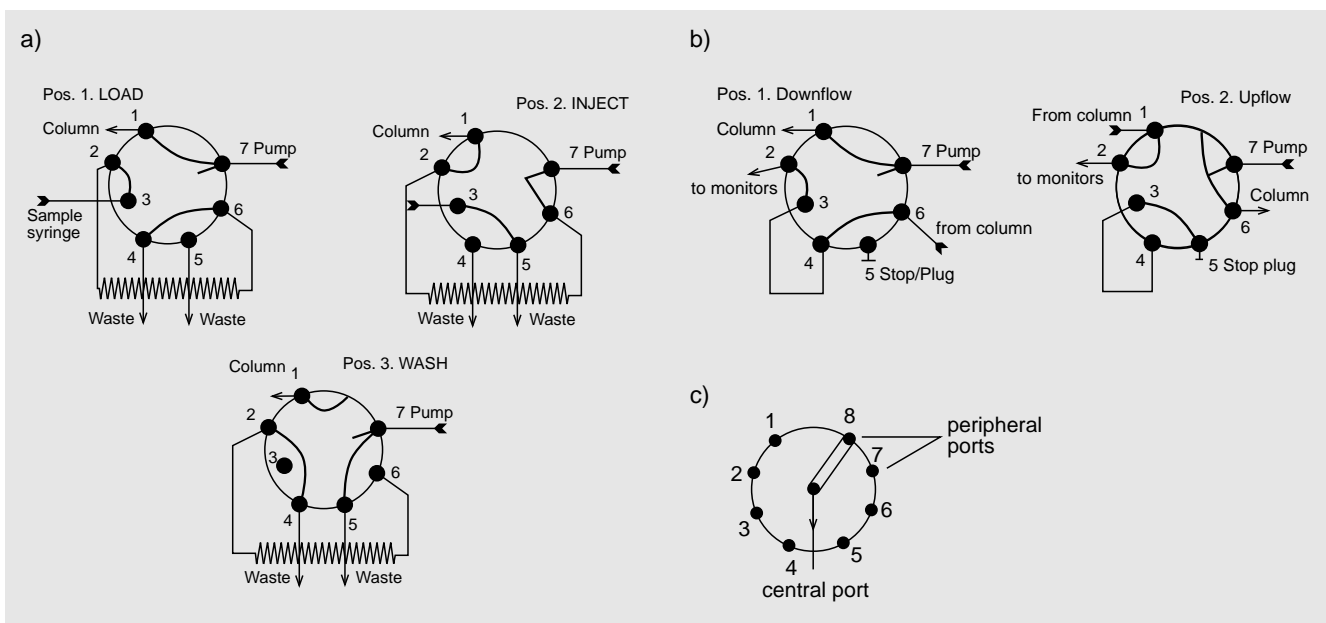 a)
Pos. 1. LOAD
1
Column
2
7 Pump
3
6
Sample
syringe
4
5
Waste
Waste
Pos. 2. INJECT
1
Column
2
7 Pump
3
6
4
5
Waste
Waste
Pos. 3. WASH
Column
1
2
7 Pump
3
6
4
5
Waste
Waste
b)
Pos. 1. Downflow
1
Column
2
7 Pump
to monitors
3
6
from column
4
5 Stop/Plug
Pos. 2. Upflow
From column
1
2
7 Pump
to monitors
3
Column
6
4
5 Stop plug
c)
8
1
peripheral
ports
7
2
6
3
5
4
central port